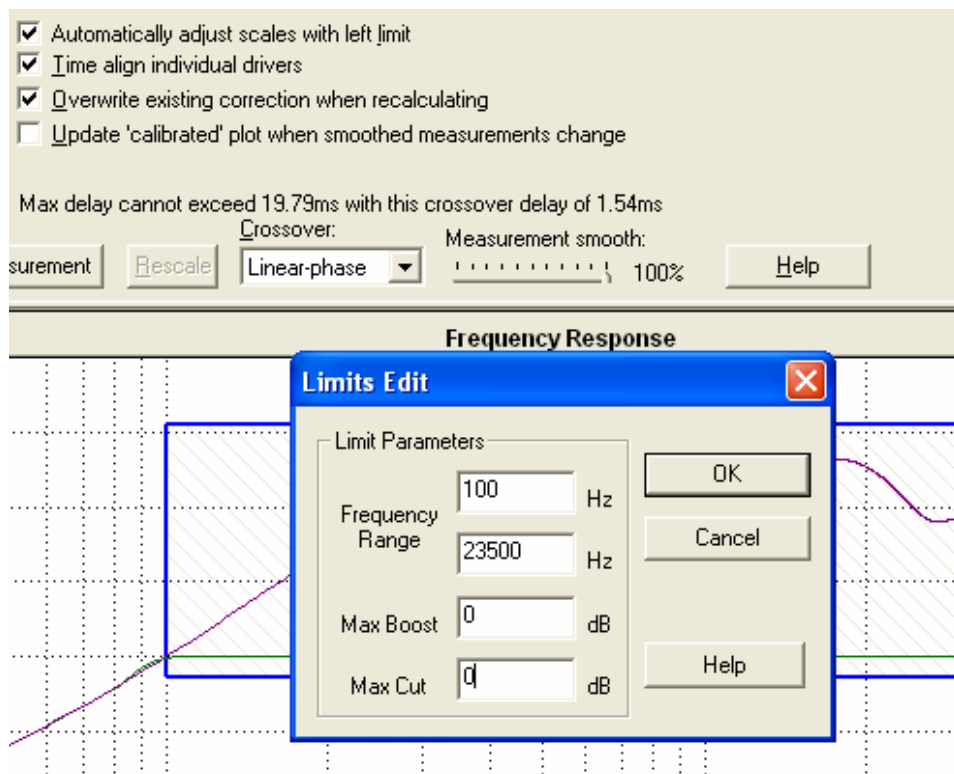 Automatically adjust scales with left limit
Time align individual drivers
Overwrite existing correction when recalculating
Update 'calibrated' plot when smoothed measurements change
Max delay cannot exceed 19.79ms with this crossover delay of 1.54ms
Crossover:
Measurement smooth:
surement
Rescale
Linear-phase
100%
Help
Frequency Response
Limits Edit
Limit Parameters
Frequency Range
100 Hz
23500 Hz
Max Boost 0 dB
Max Cut 0 dB
OK
Cancel
Help